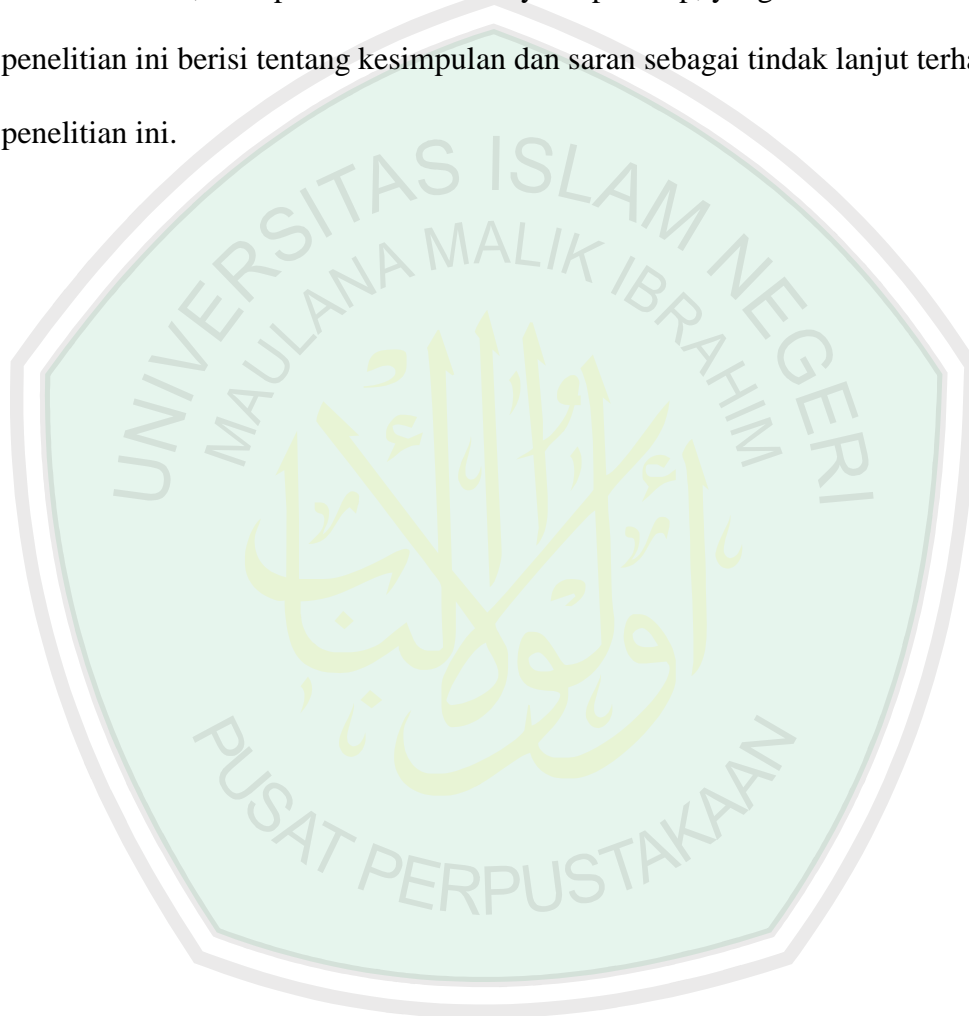 penelitian ini berisi tentang kesimpulan dan saran sebagai tindak lanjut
penelitian ini.
UNIVERSITAS ISLAM NEGERI
MAULANA MALIK IBRAHIM
PUSAT PERPUSTAKAAN